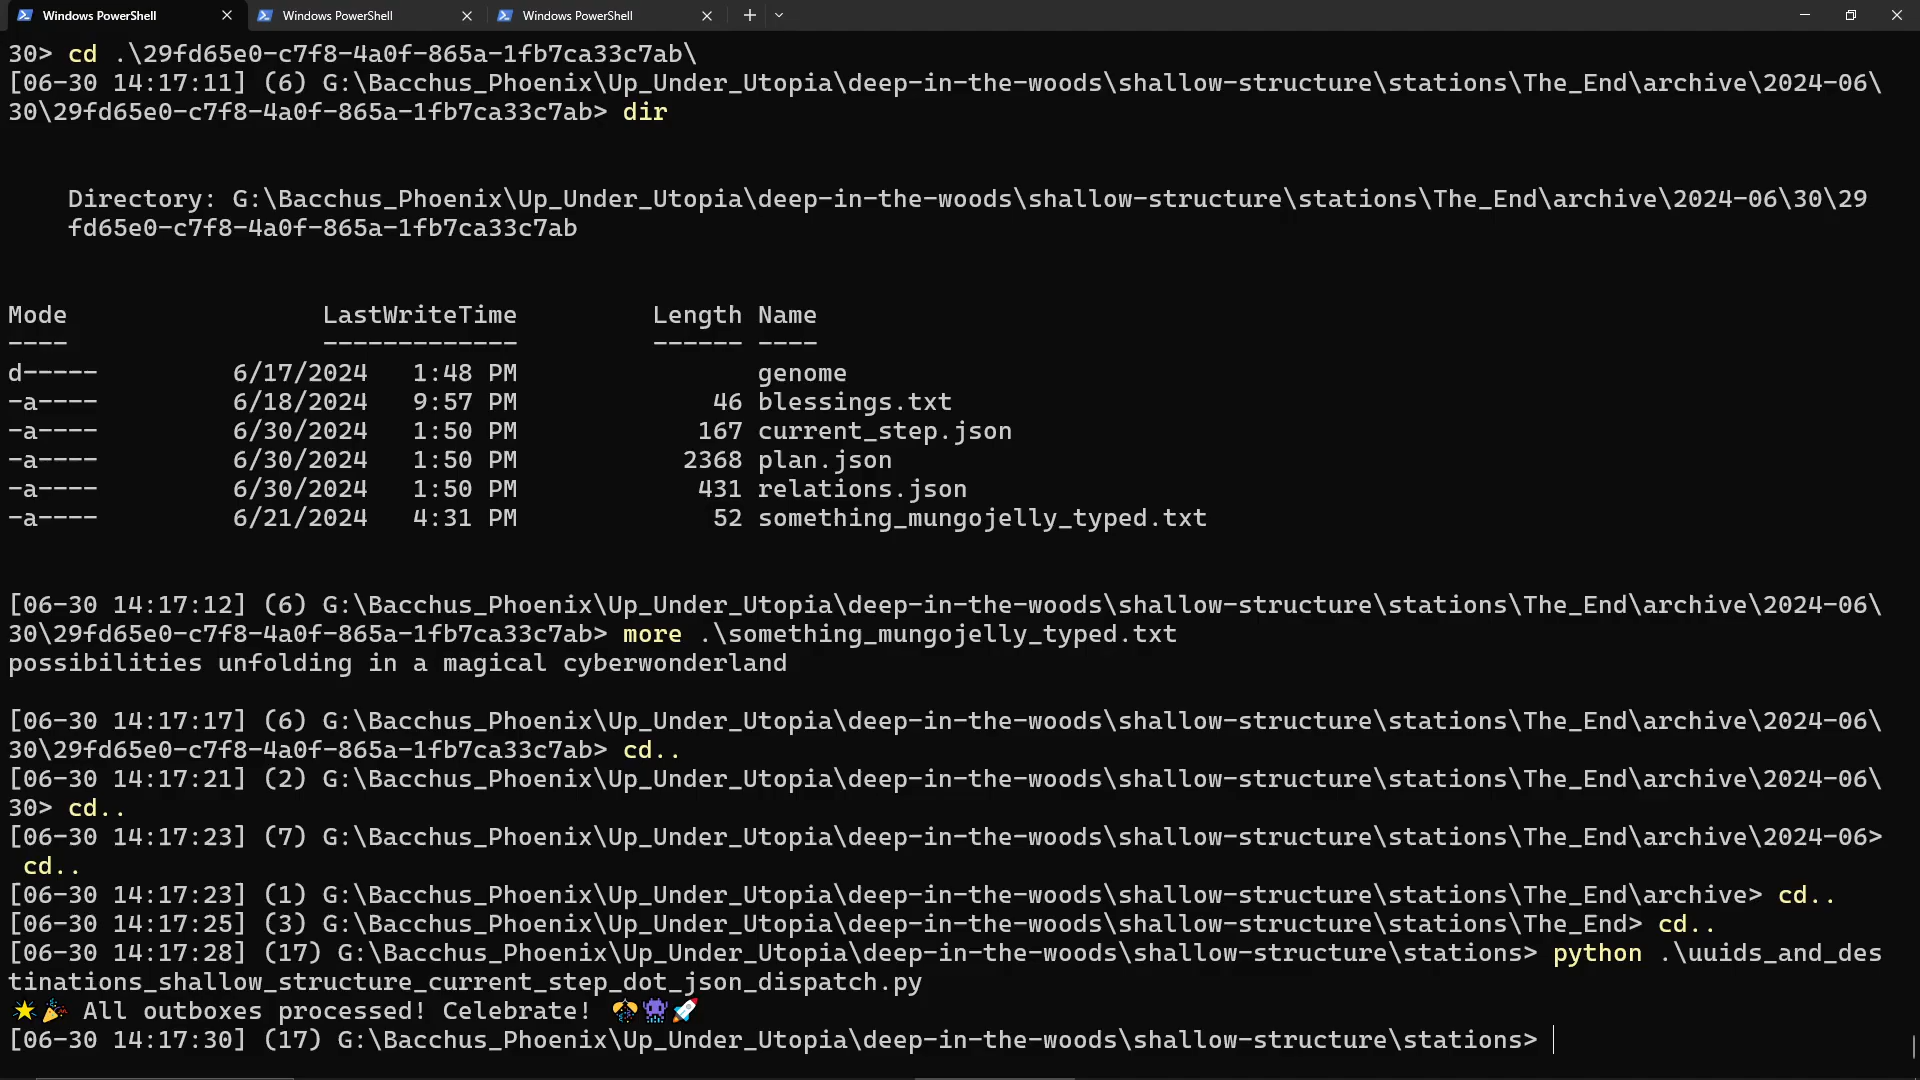 Windows PowerShell Windows PowerShell Windows PowerShell
30> cd .\29fd65e0-c7f8-4a0f-865a-1fb7ca33c7ab\
[06-30 14:17:11] (6) G:\Bacchus_Phoenix\Up_Under_Utopia\deep-in-the-woods\shallow-structure\stations\The_End\archive\2024-06\
30\29fd65e0-c7f8-4a0f-865a-1fb7ca33c7ab> dir
Directory: G:\Bacchus_Phoenix\Up_Under_Utopia\deep-in-the-woods\shallow-structure\stations\The_End\archive\2024-06\30\29
fd65e0-c7f8-4a0f-865a-1fb7ca33c7ab
Mode LastWriteTime Length Name
---- ------------- ------ ----
d----- 6/17/2024 1:48 PM genome
-a---- 6/18/2024 9:57 PM 46 blessings.txt
-a---- 6/30/2024 1:50 PM 167 current_step.json
-a---- 6/30/2024 1:50 PM 2368 plan.json
-a---- 6/30/2024 1:50 PM 431 relations.json
-a---- 6/21/2024 4:31 PM 52 something_mungojelly_typed.txt
[06-30 14:17:12] (6) G:\Bacchus_Phoenix\Up_Under_Utopia\deep-in-the-woods\shallow-structure\stations\The_End\archive\2024-06\
30\29fd65e0-c7f8-4a0f-865a-1fb7ca33c7ab> more .\something_mungojelly_typed.txt
possibilities unfolding in a magical cyberwonderland
[06-30 14:17:17] (6) G:\Bacchus_Phoenix\Up_Under_Utopia\deep-in-the-woods\shallow-structure\stations\The_End\archive\2024-06\
30\29fd65e0-c7f8-4a0f-865a-1fb7ca33c7ab> cd..
[06-30 14:17:21] (2) G:\Bacchus_Phoenix\Up_Under_Utopia\deep-in-the-woods\shallow-structure\stations\The_End\archive\2024-06\
30> cd..
[06-30 14:17:23] (7) G:\Bacchus_Phoenix\Up_Under_Utopia\deep-in-the-woods\shallow-structure\stations\The_End\archive\2024-06>
cd..
[06-30 14:17:23] (1) G:\Bacchus_Phoenix\Up_Under_Utopia\deep-in-the-woods\shallow-structure\stations\The_End\archive> cd..
[06-30 14:17:25] (3) G:\Bacchus_Phoenix\Up_Under_Utopia\deep-in-the-woods\shallow-structure\stations\The_End> cd..
[06-30 14:17:28] (17) G:\Bacchus_Phoenix\Up_Under_Utopia\deep-in-the-woods\shallow-structure\stations> python .\uuids_and_des
tinations_shallow_structure_current_step_dot_json_dispatch.py
🌟🎉 All outboxes processed! Celebrate! 🎊👾🚀
[06-30 14:17:30] (17) G:\Bacchus_Phoenix\Up_Under_Utopia\deep-in-the-woods\shallow-structure\stations>